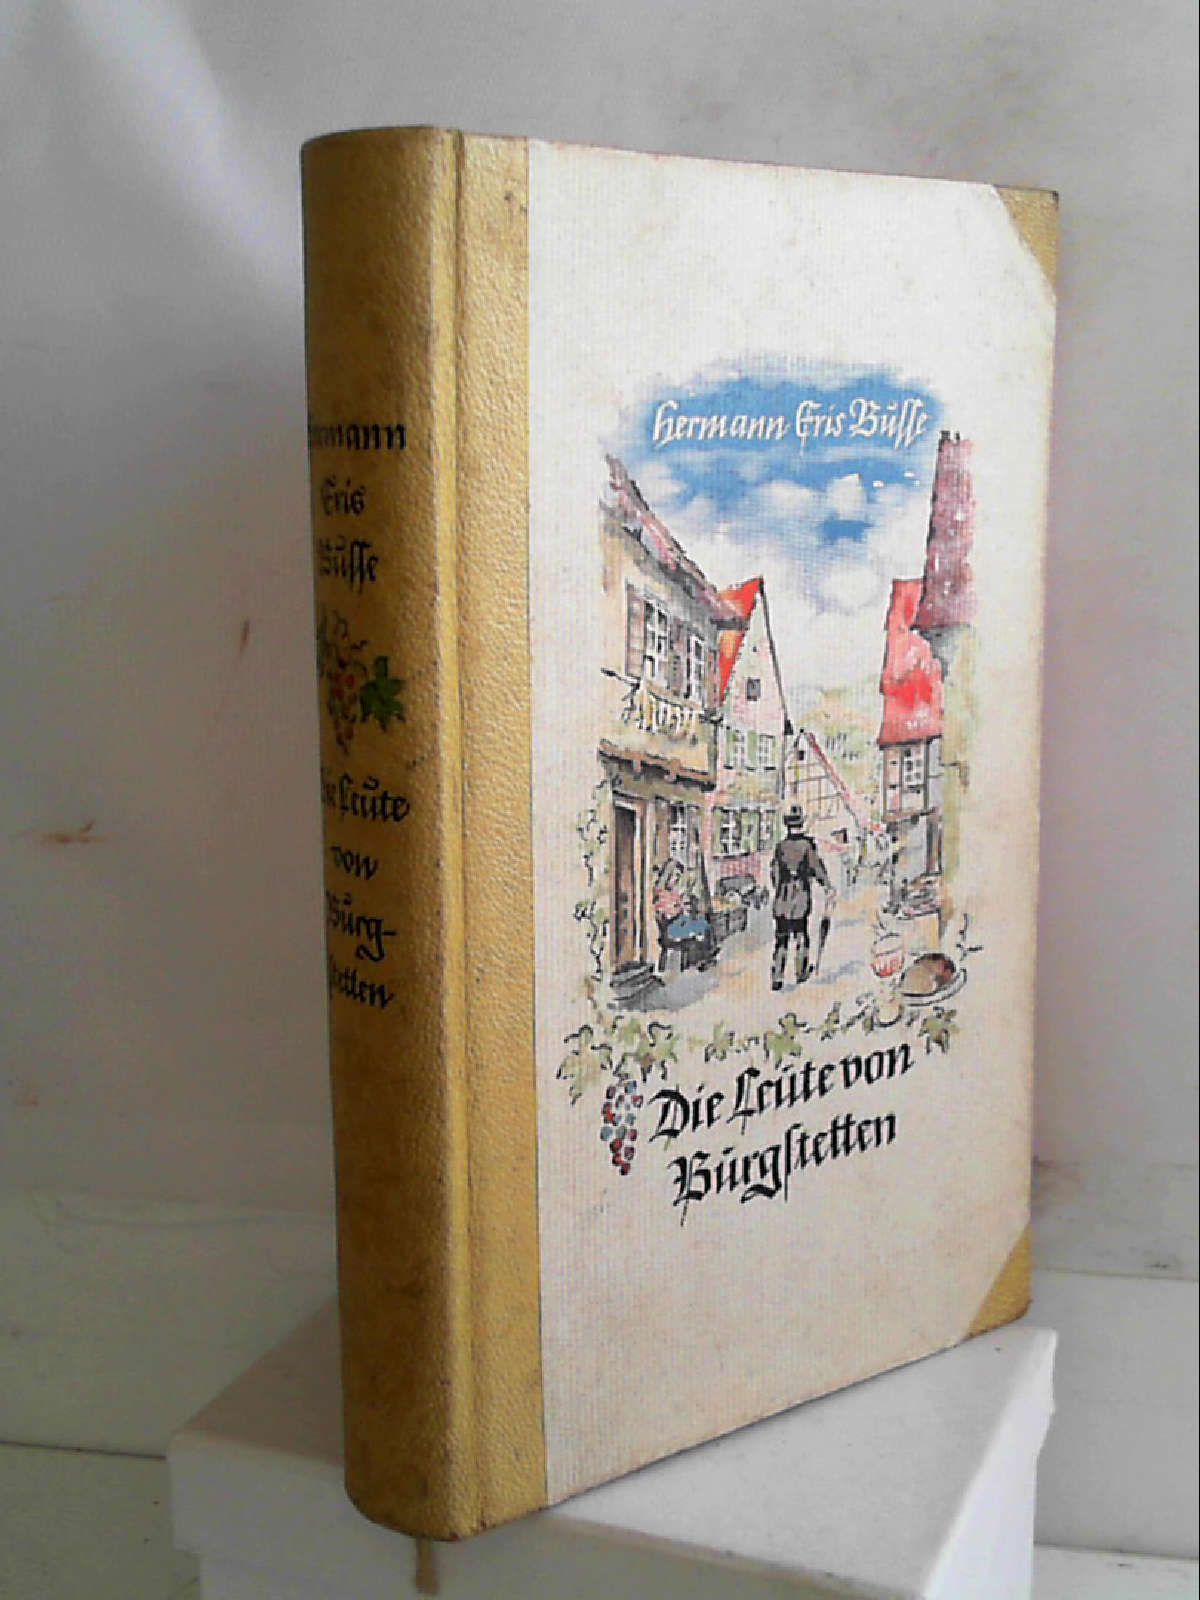 Hermann
Eris
Busse
Die Leute
von
Burg-
stetten
Hermann Eris Busse
Die Leute von
Burgstetten